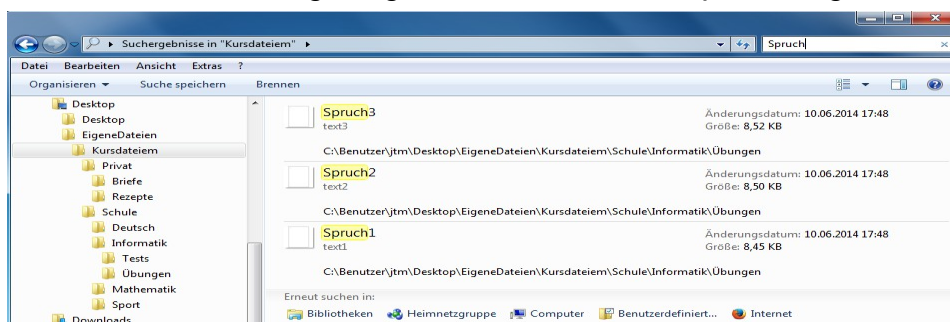 Suchergebnisse in "Kursdateiem"
Spruch
Datei Bearbeiten Ansicht Extras ?
Organisieren Suche speichern Brennen
Desktop
Desktop
EigeneDateien
Kursdateiem
Privat
Briefe
Rezepte
Schule
Deutsch
Informatik
Tests
Übungen
Mathematik
Sport
Downloads
Spruch3 Änderungsdatum: 10.06.2014 17:48
text3 Größe: 8,52 KB
C:\Benutzer\jtm\Desktop\EigeneDateien\Kursdateiem\Schule\Informatik\Übungen
Spruch2 Änderungsdatum: 10.06.2014 17:48
text2 Größe: 8,50 KB
C:\Benutzer\jtm\Desktop\EigeneDateien\Kursdateiem\Schule\Informatik\Übungen
Spruch1 Änderungsdatum: 10.06.2014 17:48
text1 Größe: 8,45 KB
C:\Benutzer\jtm\Desktop\EigeneDateien\Kursdateiem\Schule\Informatik\Übungen
Erneut suchen in:
Bibliotheken Heimnetzgruppe Computer Benutzerdefiniert... Internet